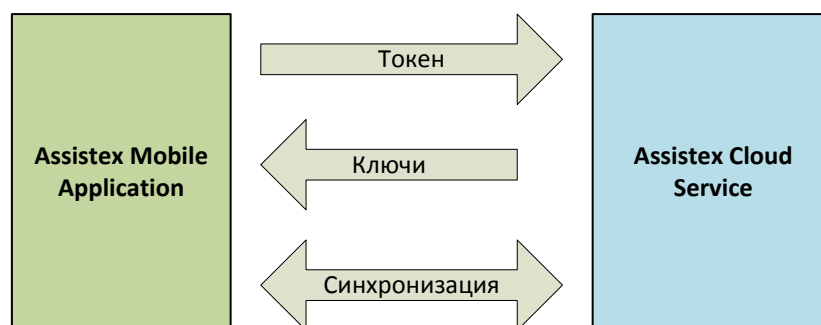 Assistex Mobile
Application
Токен
Ключи
Синхронизация
Assistex Cloud
Service